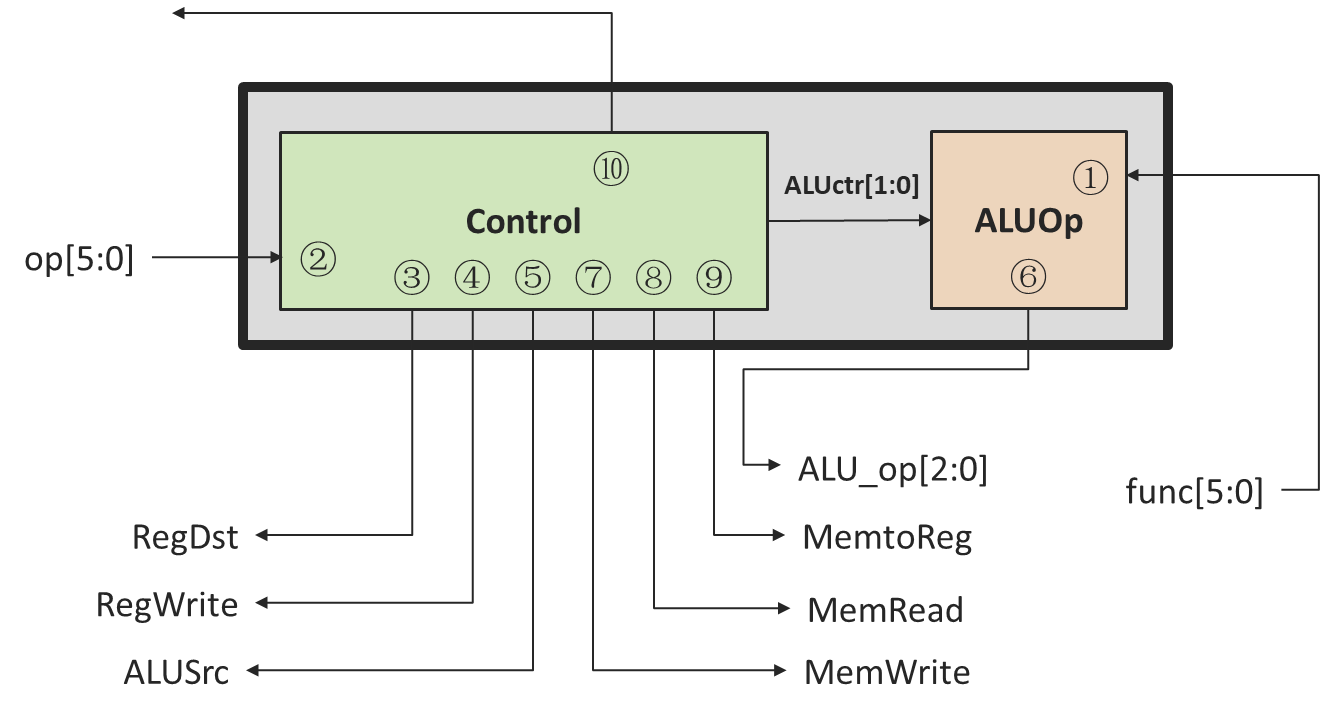 ⑩
ALUctr[1:0]
①
Control
ALUOp
op[5:0]
②
③ ④ ⑤ ⑦ ⑧ ⑨
⑥
ALU_op[2:0]
func[5:0]
RegDst
MemtoReg
RegWrite
MemRead
ALUSrc
MemWrite